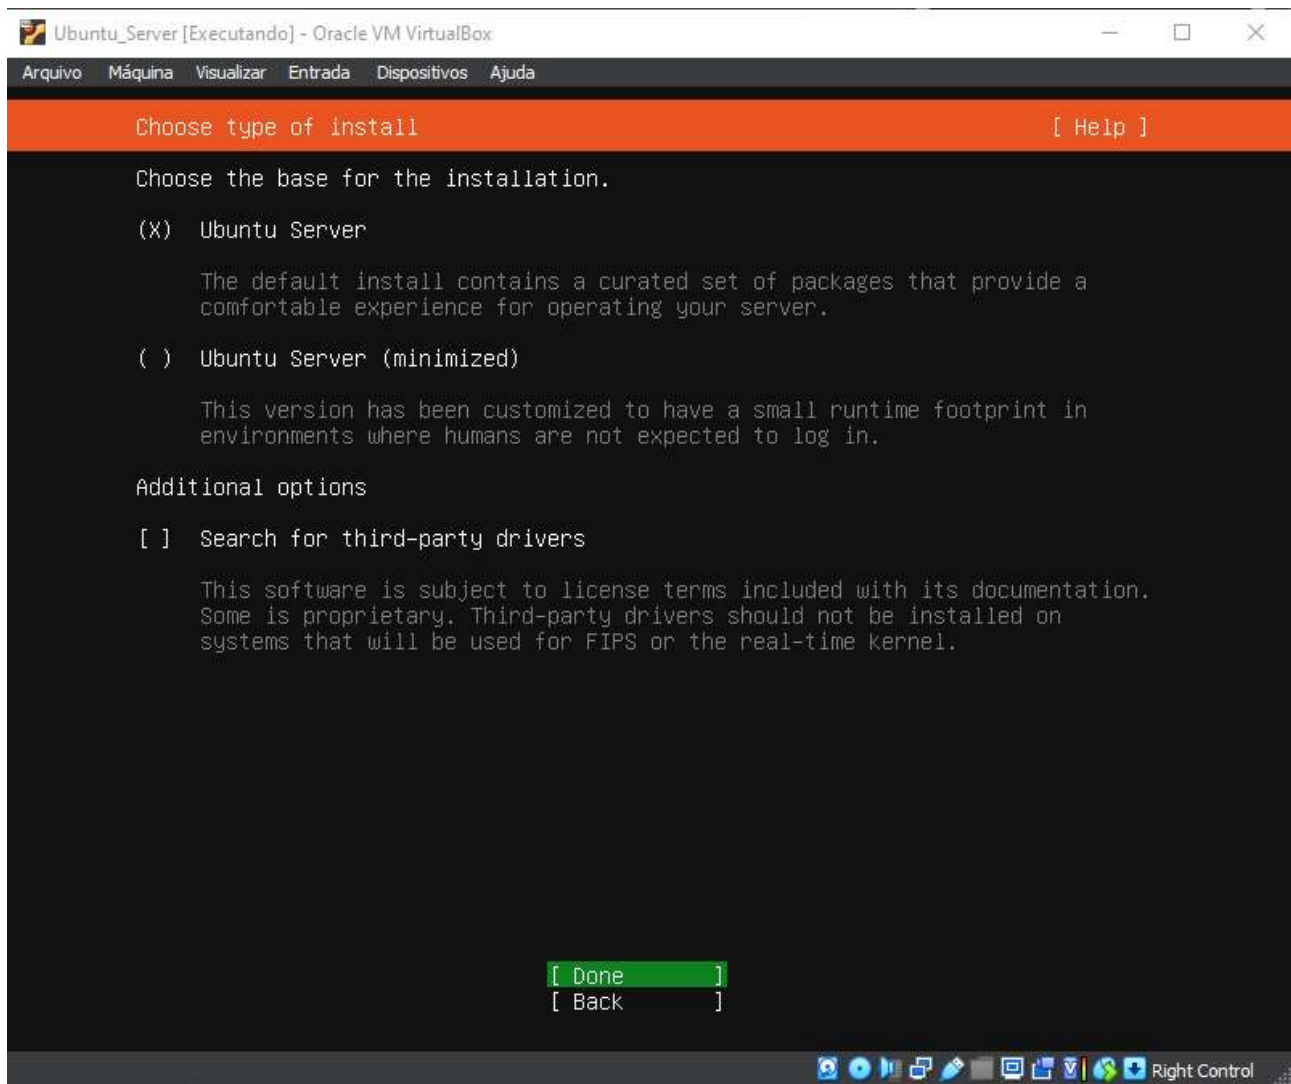 Ubuntu_Server [Executando] - Oracle VM VirtualBox
Arquivo Máquina Visualizar Entrada Dispositivos Ajuda
Choose type of install [ Help ]
Choose the base for the installation.
(X) Ubuntu Server
The default install contains a curated set of packages that provide a
comfortable experience for operating your server.
( ) Ubuntu Server (minimized)
This version has been customized to have a small runtime footprint in
environments where humans are not expected to log in.
Additional options
[ ] Search for third-party drivers
This software is subject to license terms included with its documentation.
Some is proprietary. Third-party drivers should not be installed on
systems that will be used for FIPS or the real-time kernel.
[ Done ]
[ Back ]
Right Control